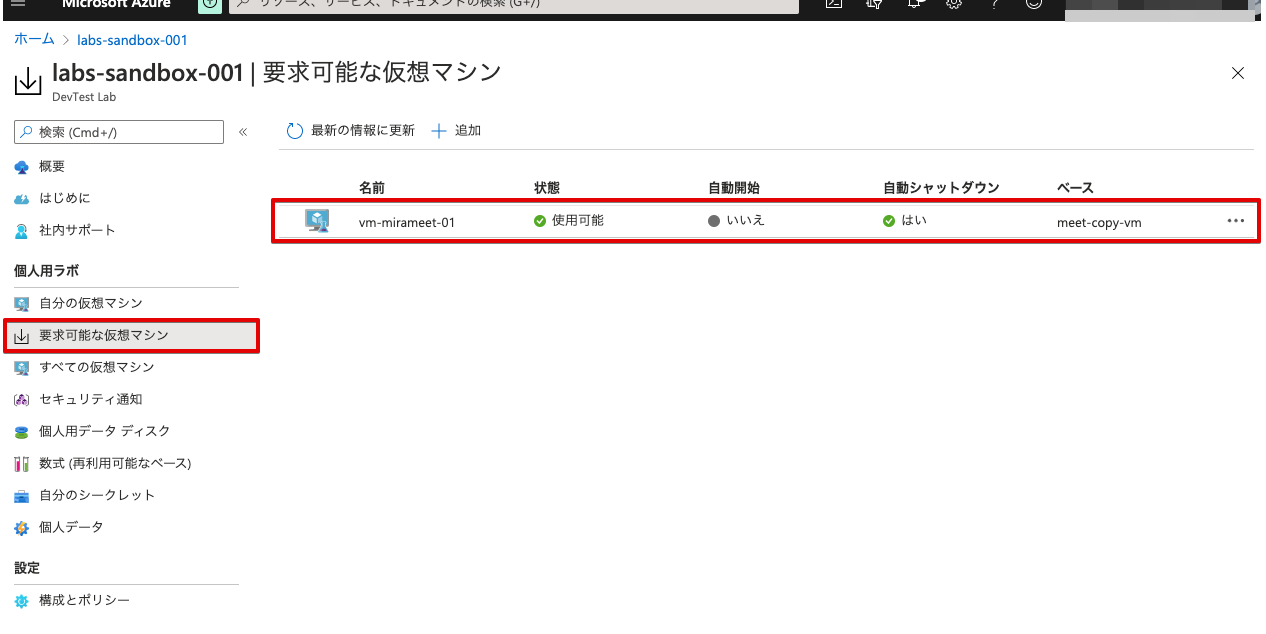 Microsoft Azure
リソース、サービス、ドキュメントの検索 (G+/)
ホーム > labs-sandbox-001
labs-sandbox-001 | 要求可能な仮想マシン
DevTest Lab
検索 (Cmd+/)
«
最新の情報に更新
追加
概要
はじめに
社内サポート
個人用ラボ
自分の仮想マシン
要求可能な仮想マシン
すべての仮想マシン
セキュリティ通知
個人用データ ディスク
数式 (再利用可能なベース)
自分のシークレット
個人データ
設定
構成とポリシー
名前 状態 自動開始 自動シャットダウン ベース
vm-mirameet-01 使用可能 いいえ はい meet-copy-vm